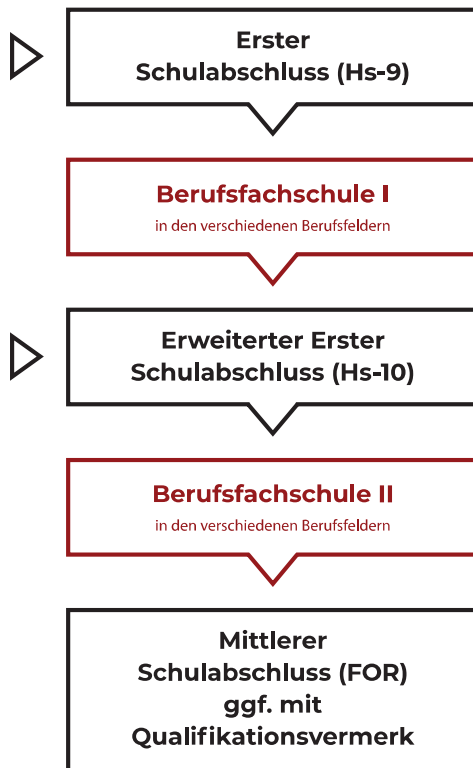 Erster
Schulabschluss (Hs-9)
Berufsfachschule I
in den verschiedenen Berufsfeldern
Erweiterter Erster
Schulabschluss (Hs-10)
Berufsfachschule II
in den verschiedenen Berufsfeldern
Mittlerer
Schulabschluss (FOR)
ggf. mit
Qualifikationsvermerk